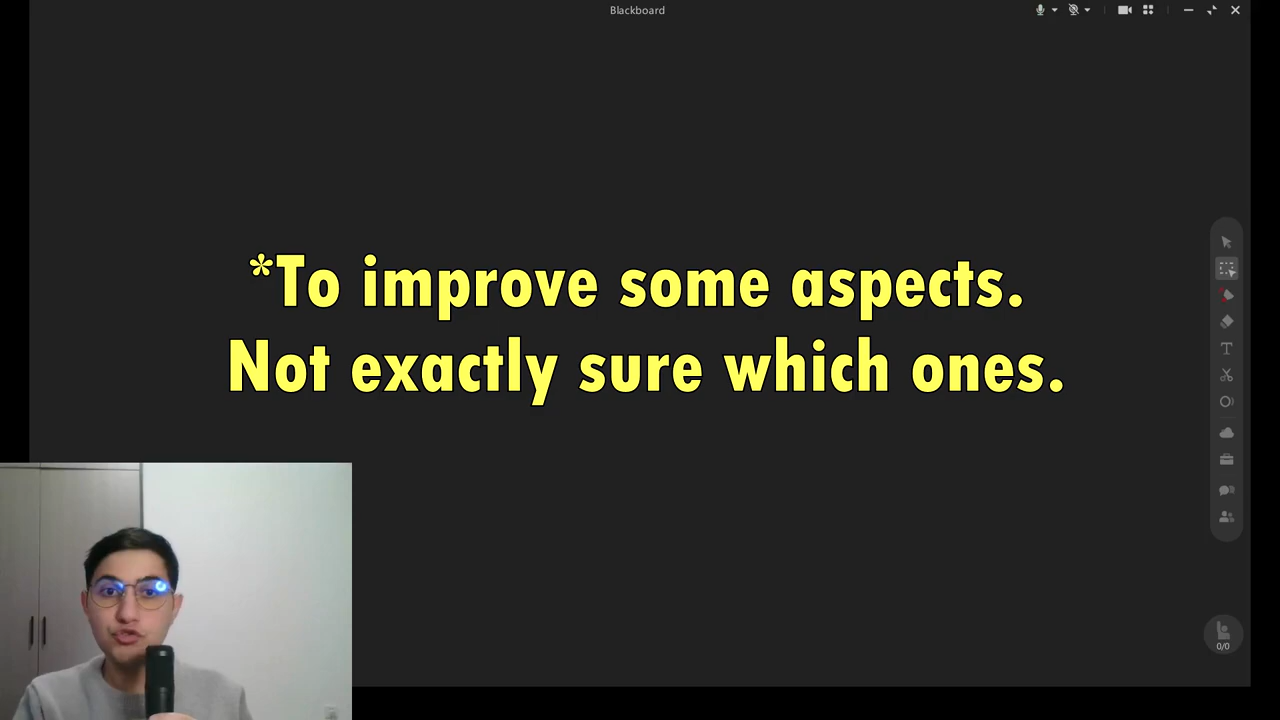 Blackboard
*To improve some aspects.
Not exactly sure which ones.
T
0/0